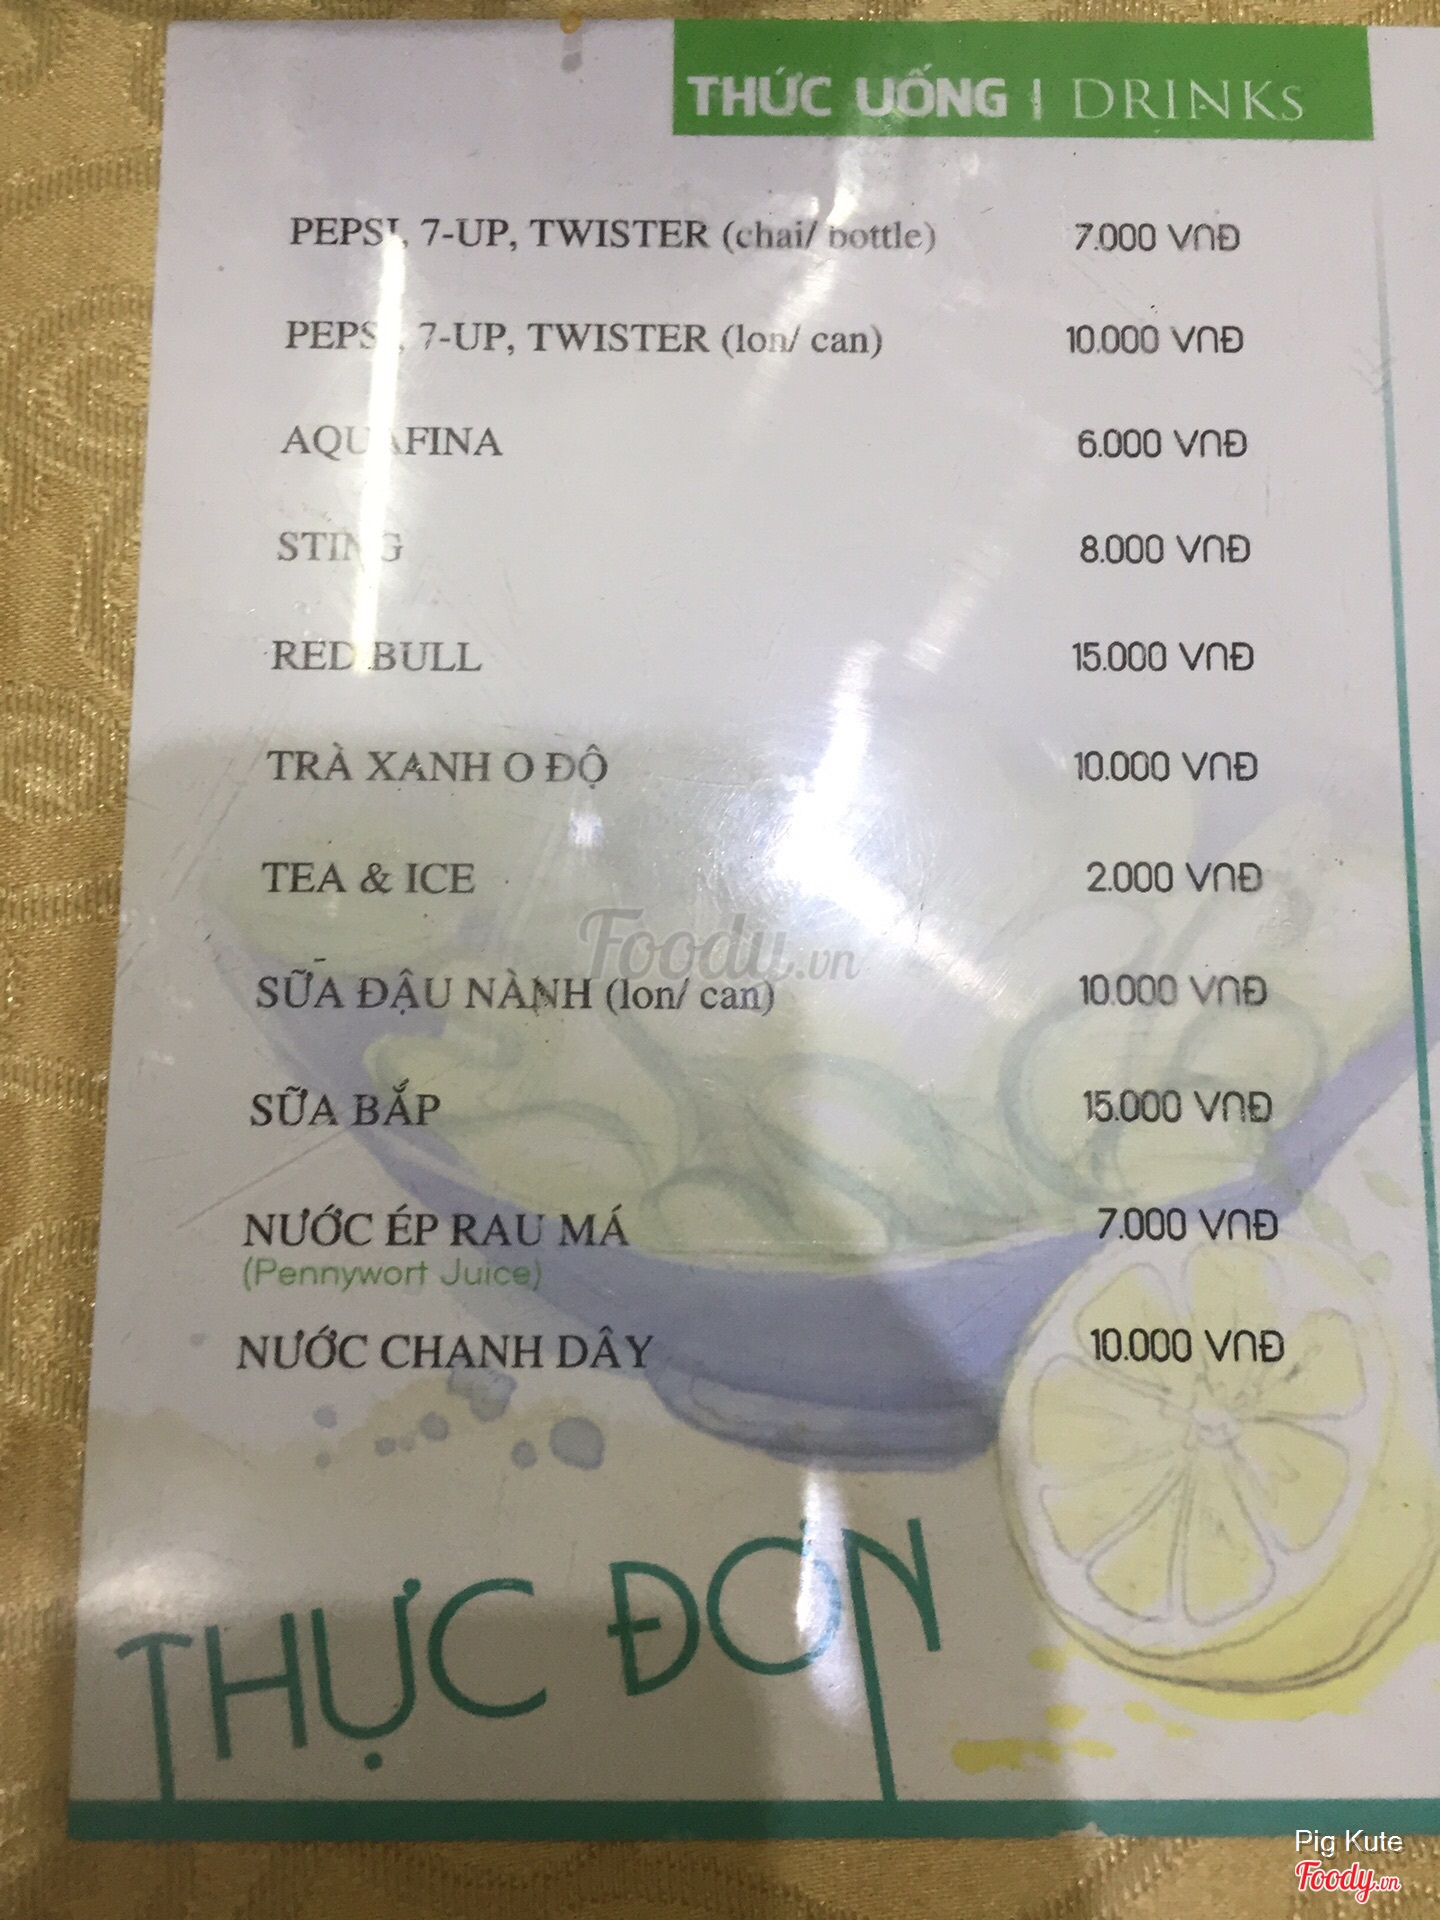 THỨC UỐNG | DRINKS
PEPSI, 7-UP, TWISTER (chai/ bottle) 7.000 VNĐ
PEPSI, 7-UP, TWISTER (lon/ can) 10.000 VNĐ
AQUAFINA 6.000 VNĐ
STING 8.000 VNĐ
RED BULL 15.000 VNĐ
TRÀ XANH O ĐỘ 10.000 VNĐ
TEA & ICE 2.000 VNĐ
Foody.vn
SỮA ĐẬU NÀNH (lon/ can) 10.000 VNĐ
SỮA BẮP 15.000 VNĐ
NƯỚC ÉP RAU MÁ 7.000 VNĐ
(Pennywort Juice)
NƯỚC CHANH DÂY 10.000 VNĐ
THỰC ĐƠN
Pig Kute
Foody.vn